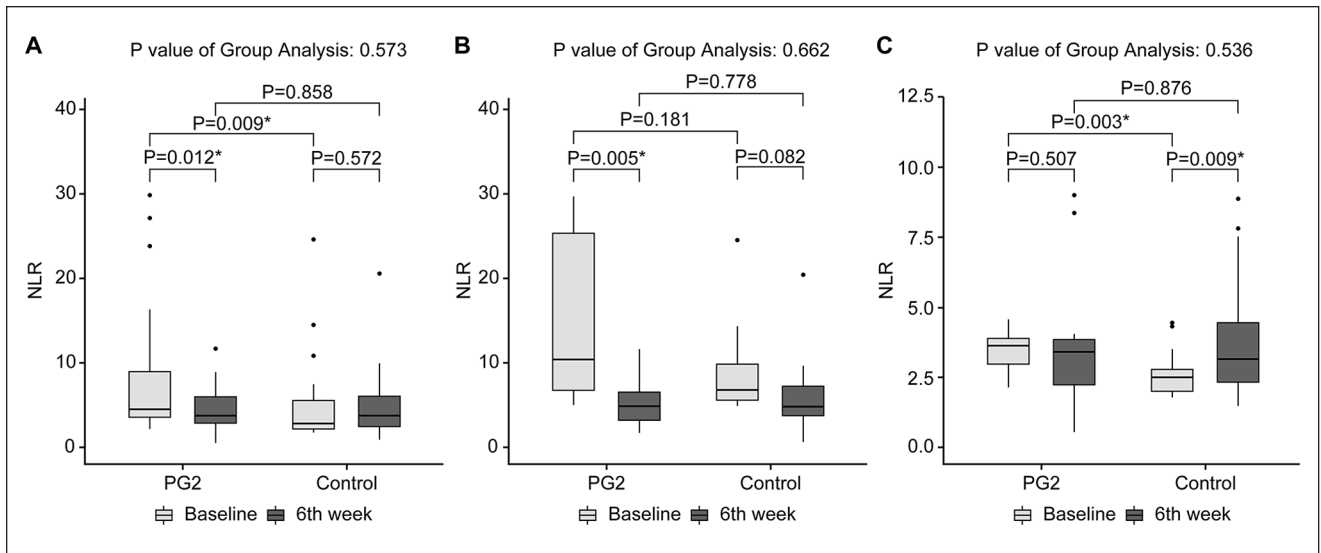 A
P value of Group Analysis: 0.573
P=0.858
P=0.009*
P=0.012*
P=0.572
40
30
20
10
0
NLR
PG2
Control
Baseline
6th week
B
P value of Group Analysis: 0.662
P=0.778
P=0.181
P=0.005*
P=0.082
40
30
20
10
0
NLR
PG2
Control
Baseline
6th week
C
P value of Group Analysis: 0.536
P=0.876
P=0.003*
P=0.507
P=0.009*
12.5
10.0
7.5
5.0
2.5
0.0
NLR
PG2
Control
Baseline
6th week